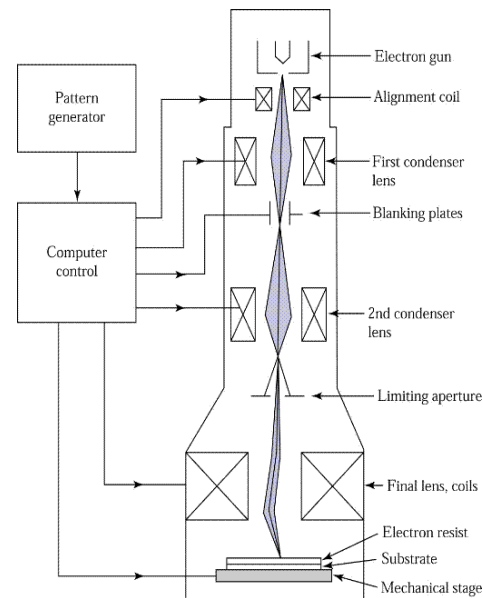 Electron gun
Pattern
generator
Alignment coil
First condenser
lens
Blanking plates
Computer
control
2nd condenser
lens
Limiting aperture
Final lens, coils
Electron resist
Substrate
Mechanical stage